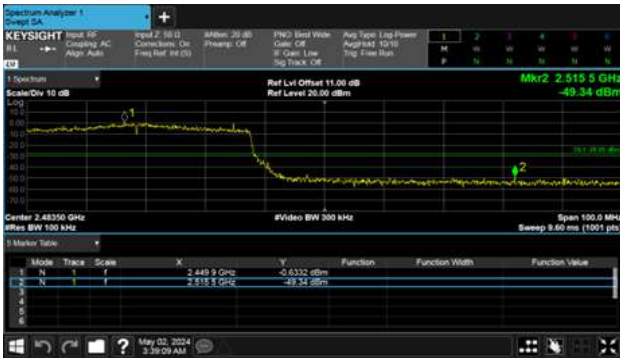 Spectrum Analyzer 1
Swept SA
+
KEYSIGHT Input: RF Input Z: 50 Ω #Atten: 20 dB PNO: Best Wide Avg Type: Log-Power 1 2 3 4 5 6
RL Coupling: AC Corrections: On Preamp: Off Gate: Off Avg|Hold: 10/10 M W W W W W
Align: Auto Freq Ref: Int (S) IF Gain: Low Trig: Free Run P N N N N N
Sig Track: Off
1 Spectrum Ref Lvl Offset 11.00 dB Mkr2 2.515 5 GHz
Scale/Div 10 dB Ref Level 20.00 dBm -49.34 dBm
Log
1
2
Center 2.48350 GHz #Video BW 300 kHz Span 100.0 MHz
#Res BW 100 kHz Sweep 9.60 ms (1001 pts)
5 Marker Table
Mode Trace Scale X Y Function Function Width Function Value
1 N 1 f 2.449 9 GHz -0.6332 dBm
2 N 1 f 2.515 5 GHz -49.34 dBm
3
4
5
6
? May 02, 2024
3:39:09 AM